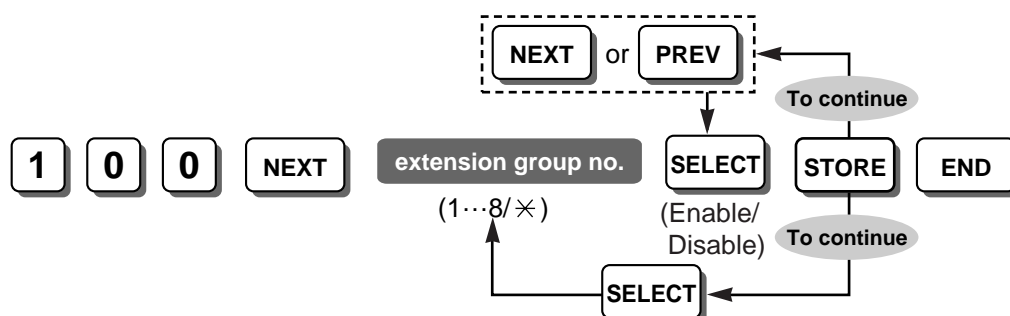 NEXT or PREV
To continue
1 0 0 NEXT extension group no. SELECT STORE END
(1···8/✳)
(Enable/
Disable)
To continue
SELECT